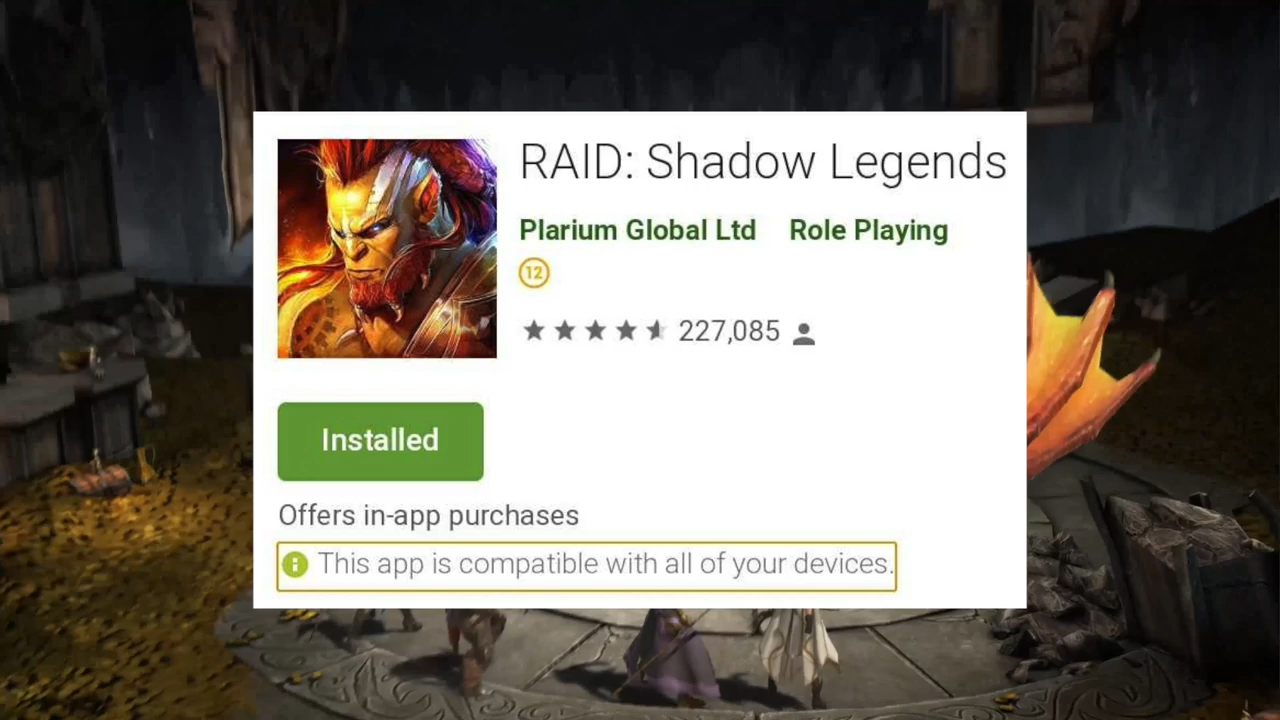 RAID: Shadow Legends
Plarium Global Ltd Role Playing
12
227,085
Installed
Offers in-app purchases
This app is compatible with all of your devices.